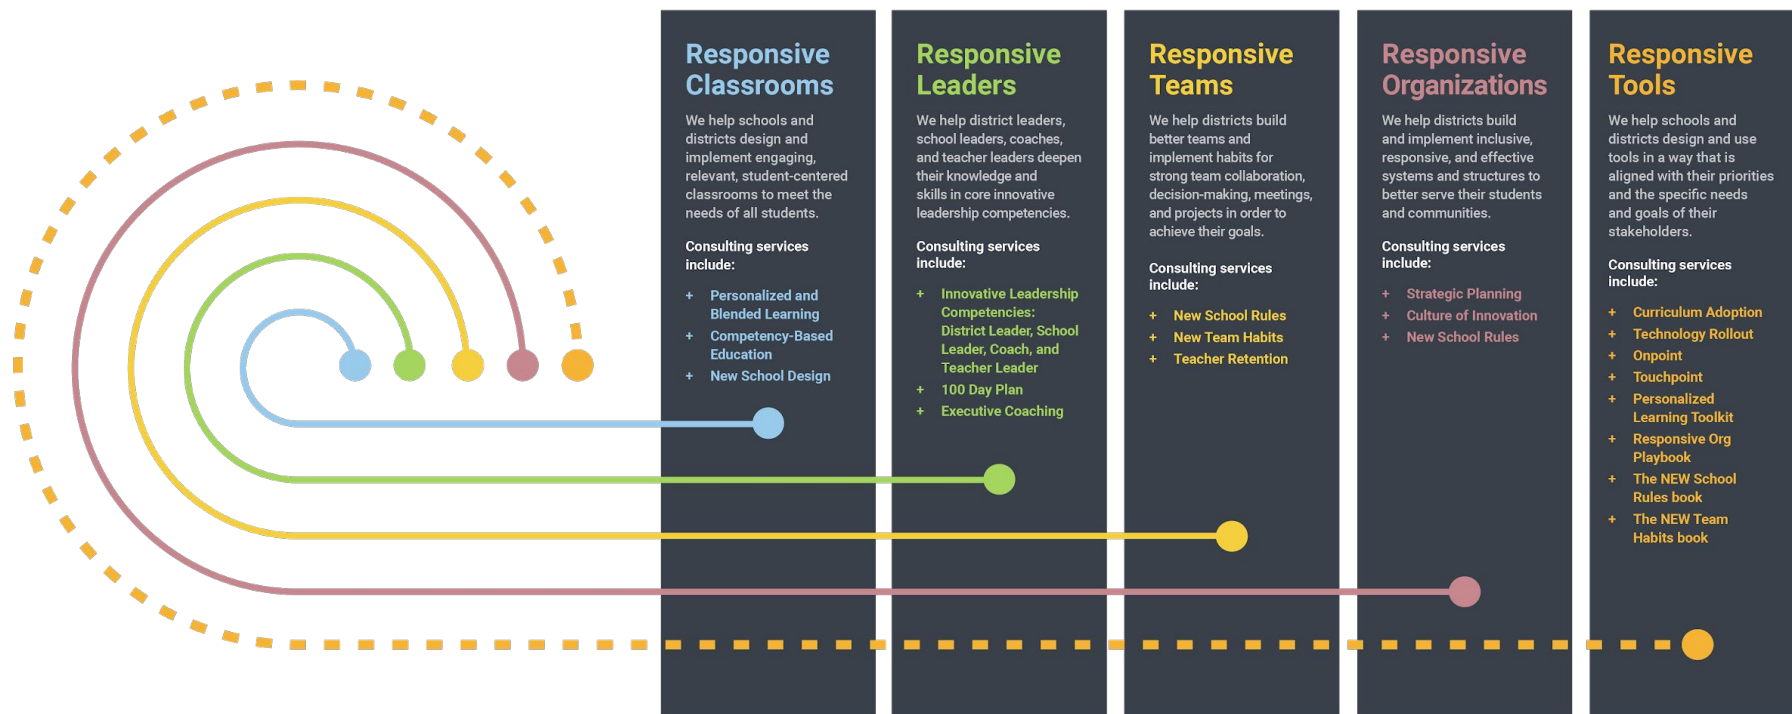 Responsive
Classrooms
We help schools and
districts design and
implement engaging,
relevant, student-centered
classrooms to meet the
needs of all students.
Consulting services
include:
+ Personalized and
Blended Learning
+ Competency-Based
Education
+ New School Design
Responsive
Leaders
We help district leaders,
school leaders, coaches,
and teacher leaders deepen
their knowledge and
skills in core innovative
leadership competencies.
Consulting services
include:
+ Innovative Leadership
Competencies:
District Leader, School
Leader, Coach, and
Teacher Leader
+ 100 Day Plan
+ Executive Coaching
Responsive
Teams
We help districts build
better teams and
implement habits for
strong team collaboration,
decision-making, meetings,
and projects in order to
achieve their goals.
Consulting services
include:
+ New School Rules
+ New Team Habits
+ Teacher Retention
Responsive
Organizations
We help districts build
and implement inclusive,
responsive, and effective
systems and structures to
better serve their students
and communities.
Consulting services
include:
+ Strategic Planning
+ Culture of Innovation
+ New School Rules
Responsive
Tools
We help schools and
districts design and use
tools in a way that is
aligned with their priorities
and the specific needs
and goals of their
stakeholders.
Consulting services
include:
+ Curriculum Adoption
+ Technology Rollout
+ Onpoint
+ Touchpoint
+ Personalized
Learning Toolkit
+ Responsive Org
Playbook
+ The NEW School
Rules book
+ The NEW Team
Habits book